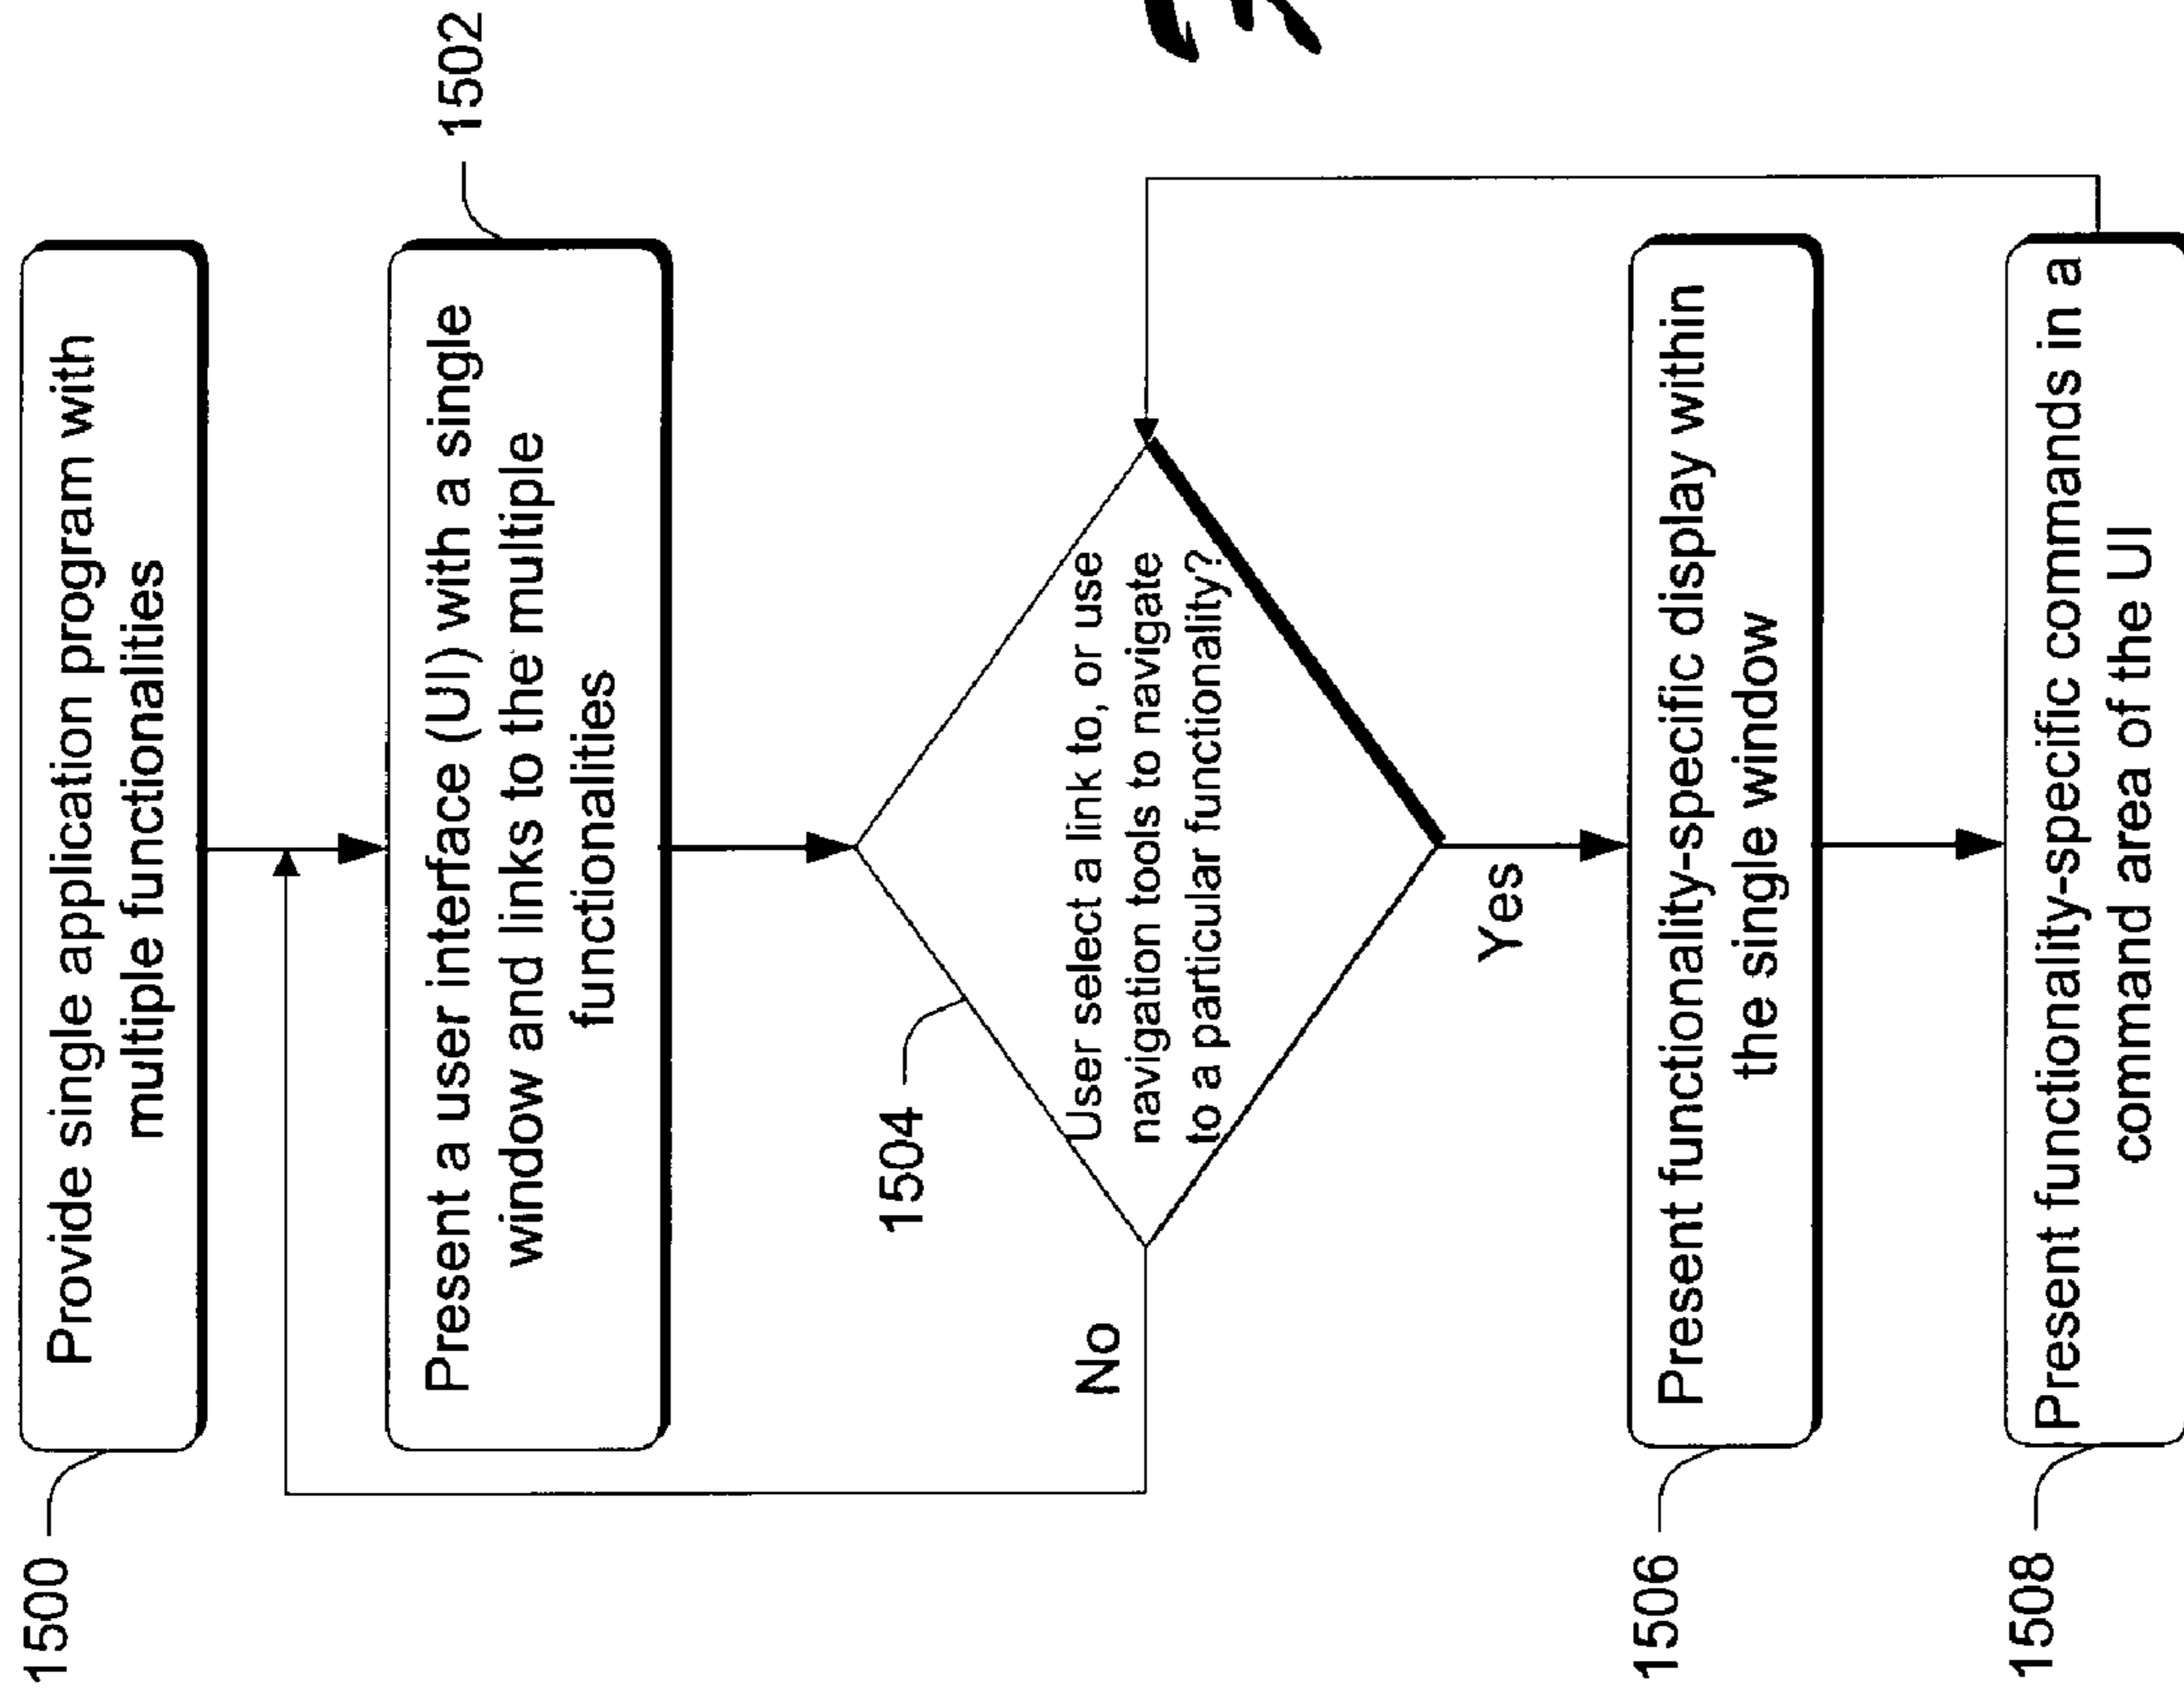 1500
Provide single application program with
multiple functionalities
1502
Present a user interface (UI) with a single
window and links to the multiple
functionalities
1504
User select a link to, or use
navigation tools to navigate
to a particular functionality?
No
Yes
1506
Present functionality-specific display within
the single window
1508
Present functionality-specific commands in a
command area of the UI